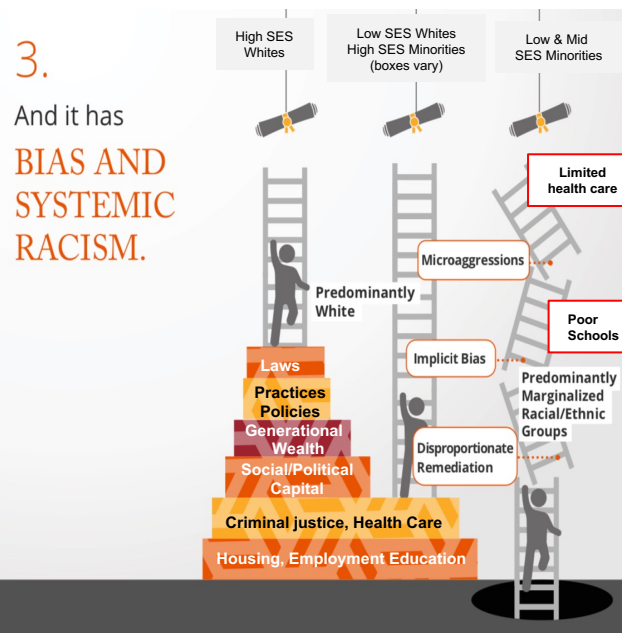 3.
And it has
BIAS AND
SYSTEMIC
RACISM.
High SES
Whites
Low SES Whites
High SES Minorities
(boxes vary)
Low & Mid
SES Minorities
Limited
health care
Microaggressions
Predominantly
White
Poor
Schools
Implicit Bias
Predominantly
Marginalized
Racial/Ethnic
Groups
Disproportionate
Remediation
Laws
Practices
Policies
Generational
Wealth
Social/Political
Capital
Criminal justice, Health Care
Housing, Employment Education